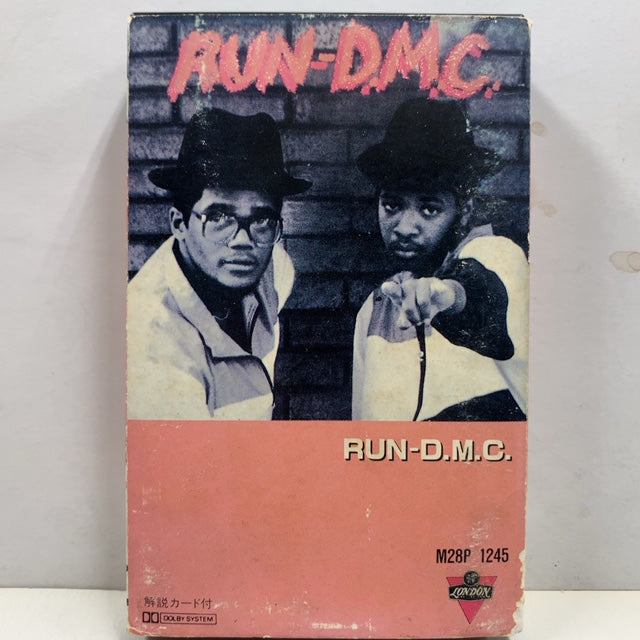 RUN-D.M.C.
RUN-D.M.C.
M28P 1245
LONDON
解説カード付
DOLBY SYSTEM